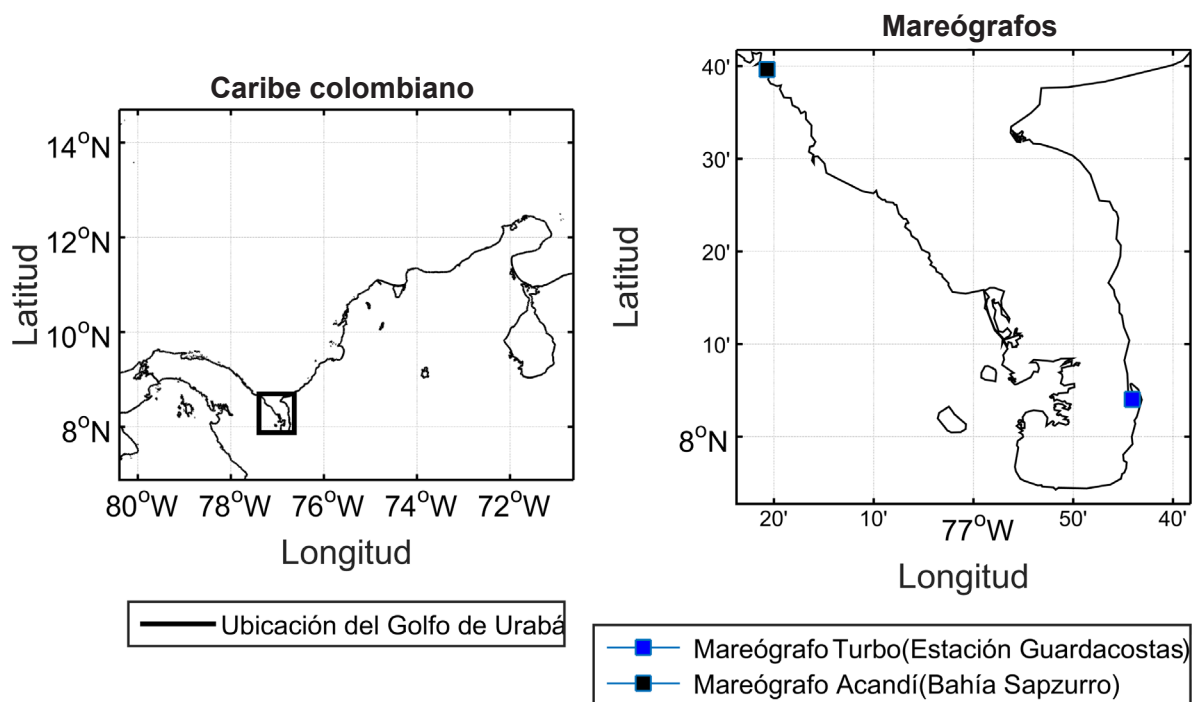 Caribe colombiano
14°N
12°N
10°N
8°N
Latitud
80°W 78°W 76°W 74°W 72°W
Longitud
Ubicación del Golfo de Urabá
Mareógrafos
40'
30'
20'
10'
8°N
Latitud
20' 10' 77°W 50' 40'
Longitud
Mareógrafo Turbo(Estación Guardacostas)
Mareógrafo Acandí(Bahía Sapzurro)